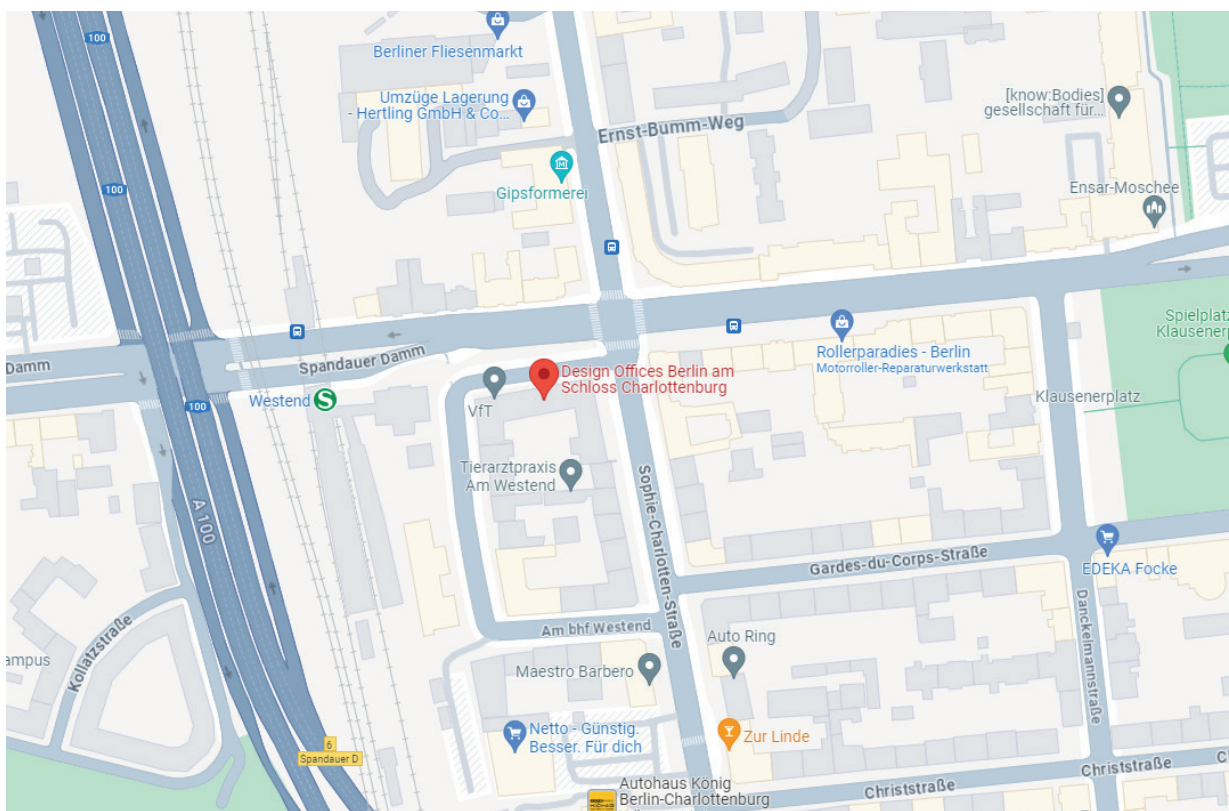 100
Berliner Fliesenmarkt
Umzüge Lagerung
- Hertling GmbH & Co...
Ernst-Bumm-Weg
[know:Bodies]
gesellschaft für...
100
Gipsformerei
Ensar-Moschee
Spandauer Damm
Damm
Rollerparadies - Berlin
Motorroller-Reparaturwerkstatt
Spielplatz
Klausenerpl
Design Offices Berlin am
Schloss Charlottenburg
VfT
Westend
S
100
Klausenerplatz
Tierarztpraxis
Am Westend
Sophie-Charlotten-Straße
A 100
Gardes-du-Corps-Straße
EDEKA Focke
Am bhf Westend
Auto Ring
Danckelmannstraße
Kollatzstraße
ampus
Maestro Barbero
Netto - Günstig.
Besser. Für dich
Zur Linde
6
Spandauer D
Autohaus König
Berlin-Charlottenburg
Christstraße
Christstraße